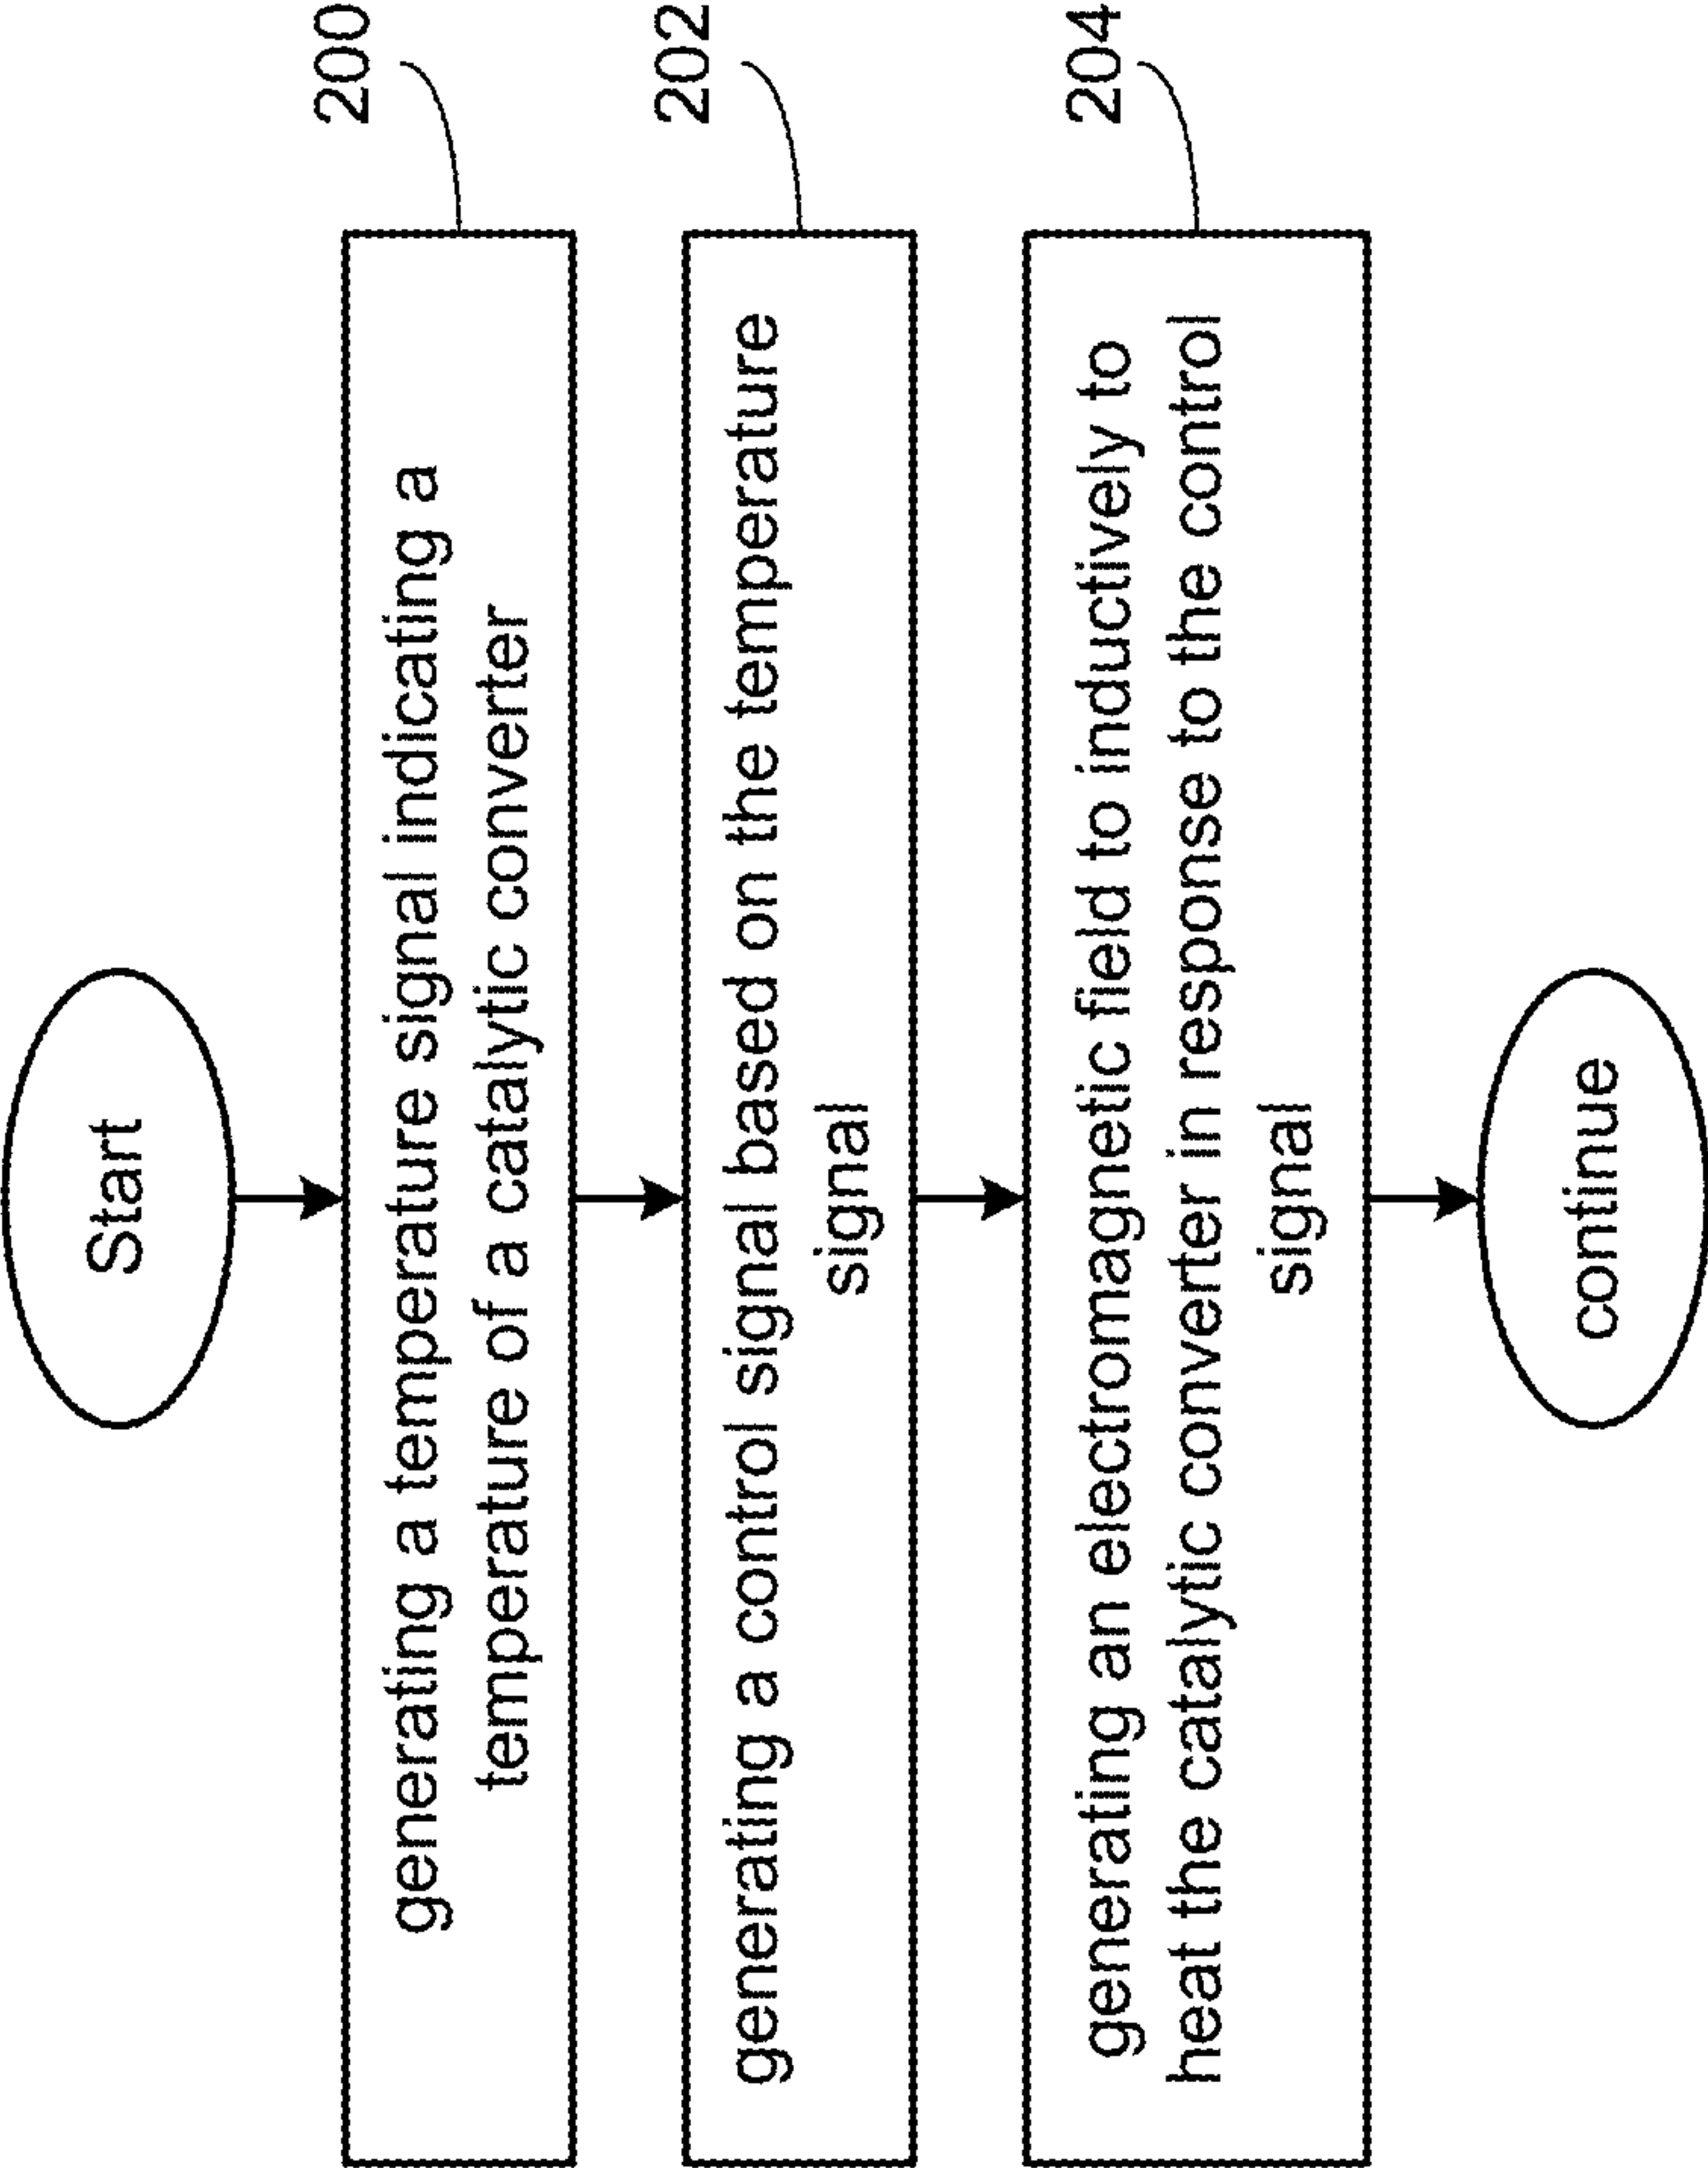 Start
200
generating a temperature signal indicating a
temperature of a catalytic converter
202
generating a control signal based on the temperature
signal
204
generating an electromagnetic field to inductively to
heat the catalytic converter in response to the control
signal
continue